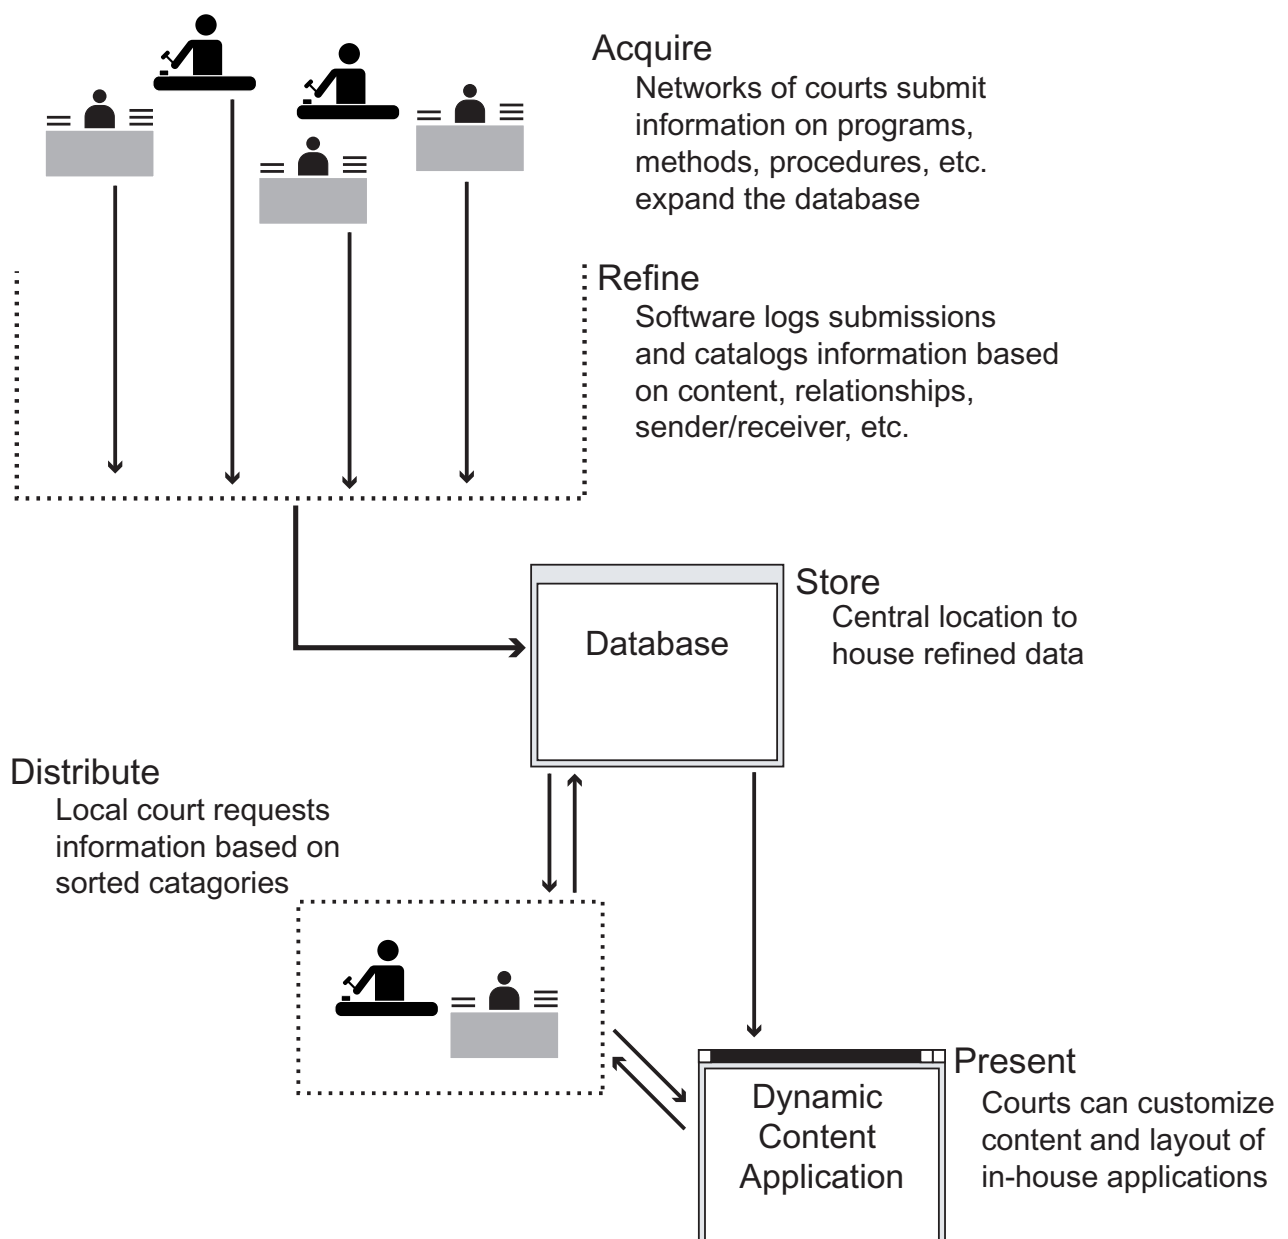 Acquire
Networks of courts submit
information on programs,
methods, procedures, etc.
expand the database
Refine
Software logs submissions
and catalogs information based
on content, relationships,
sender/receiver, etc.
Store
Central location to
house refined data
Database
Distribute
Local court requests
information based on
sorted catagories
Present
Courts can customize
content and layout of
in-house applications
Dynamic
Content
Application